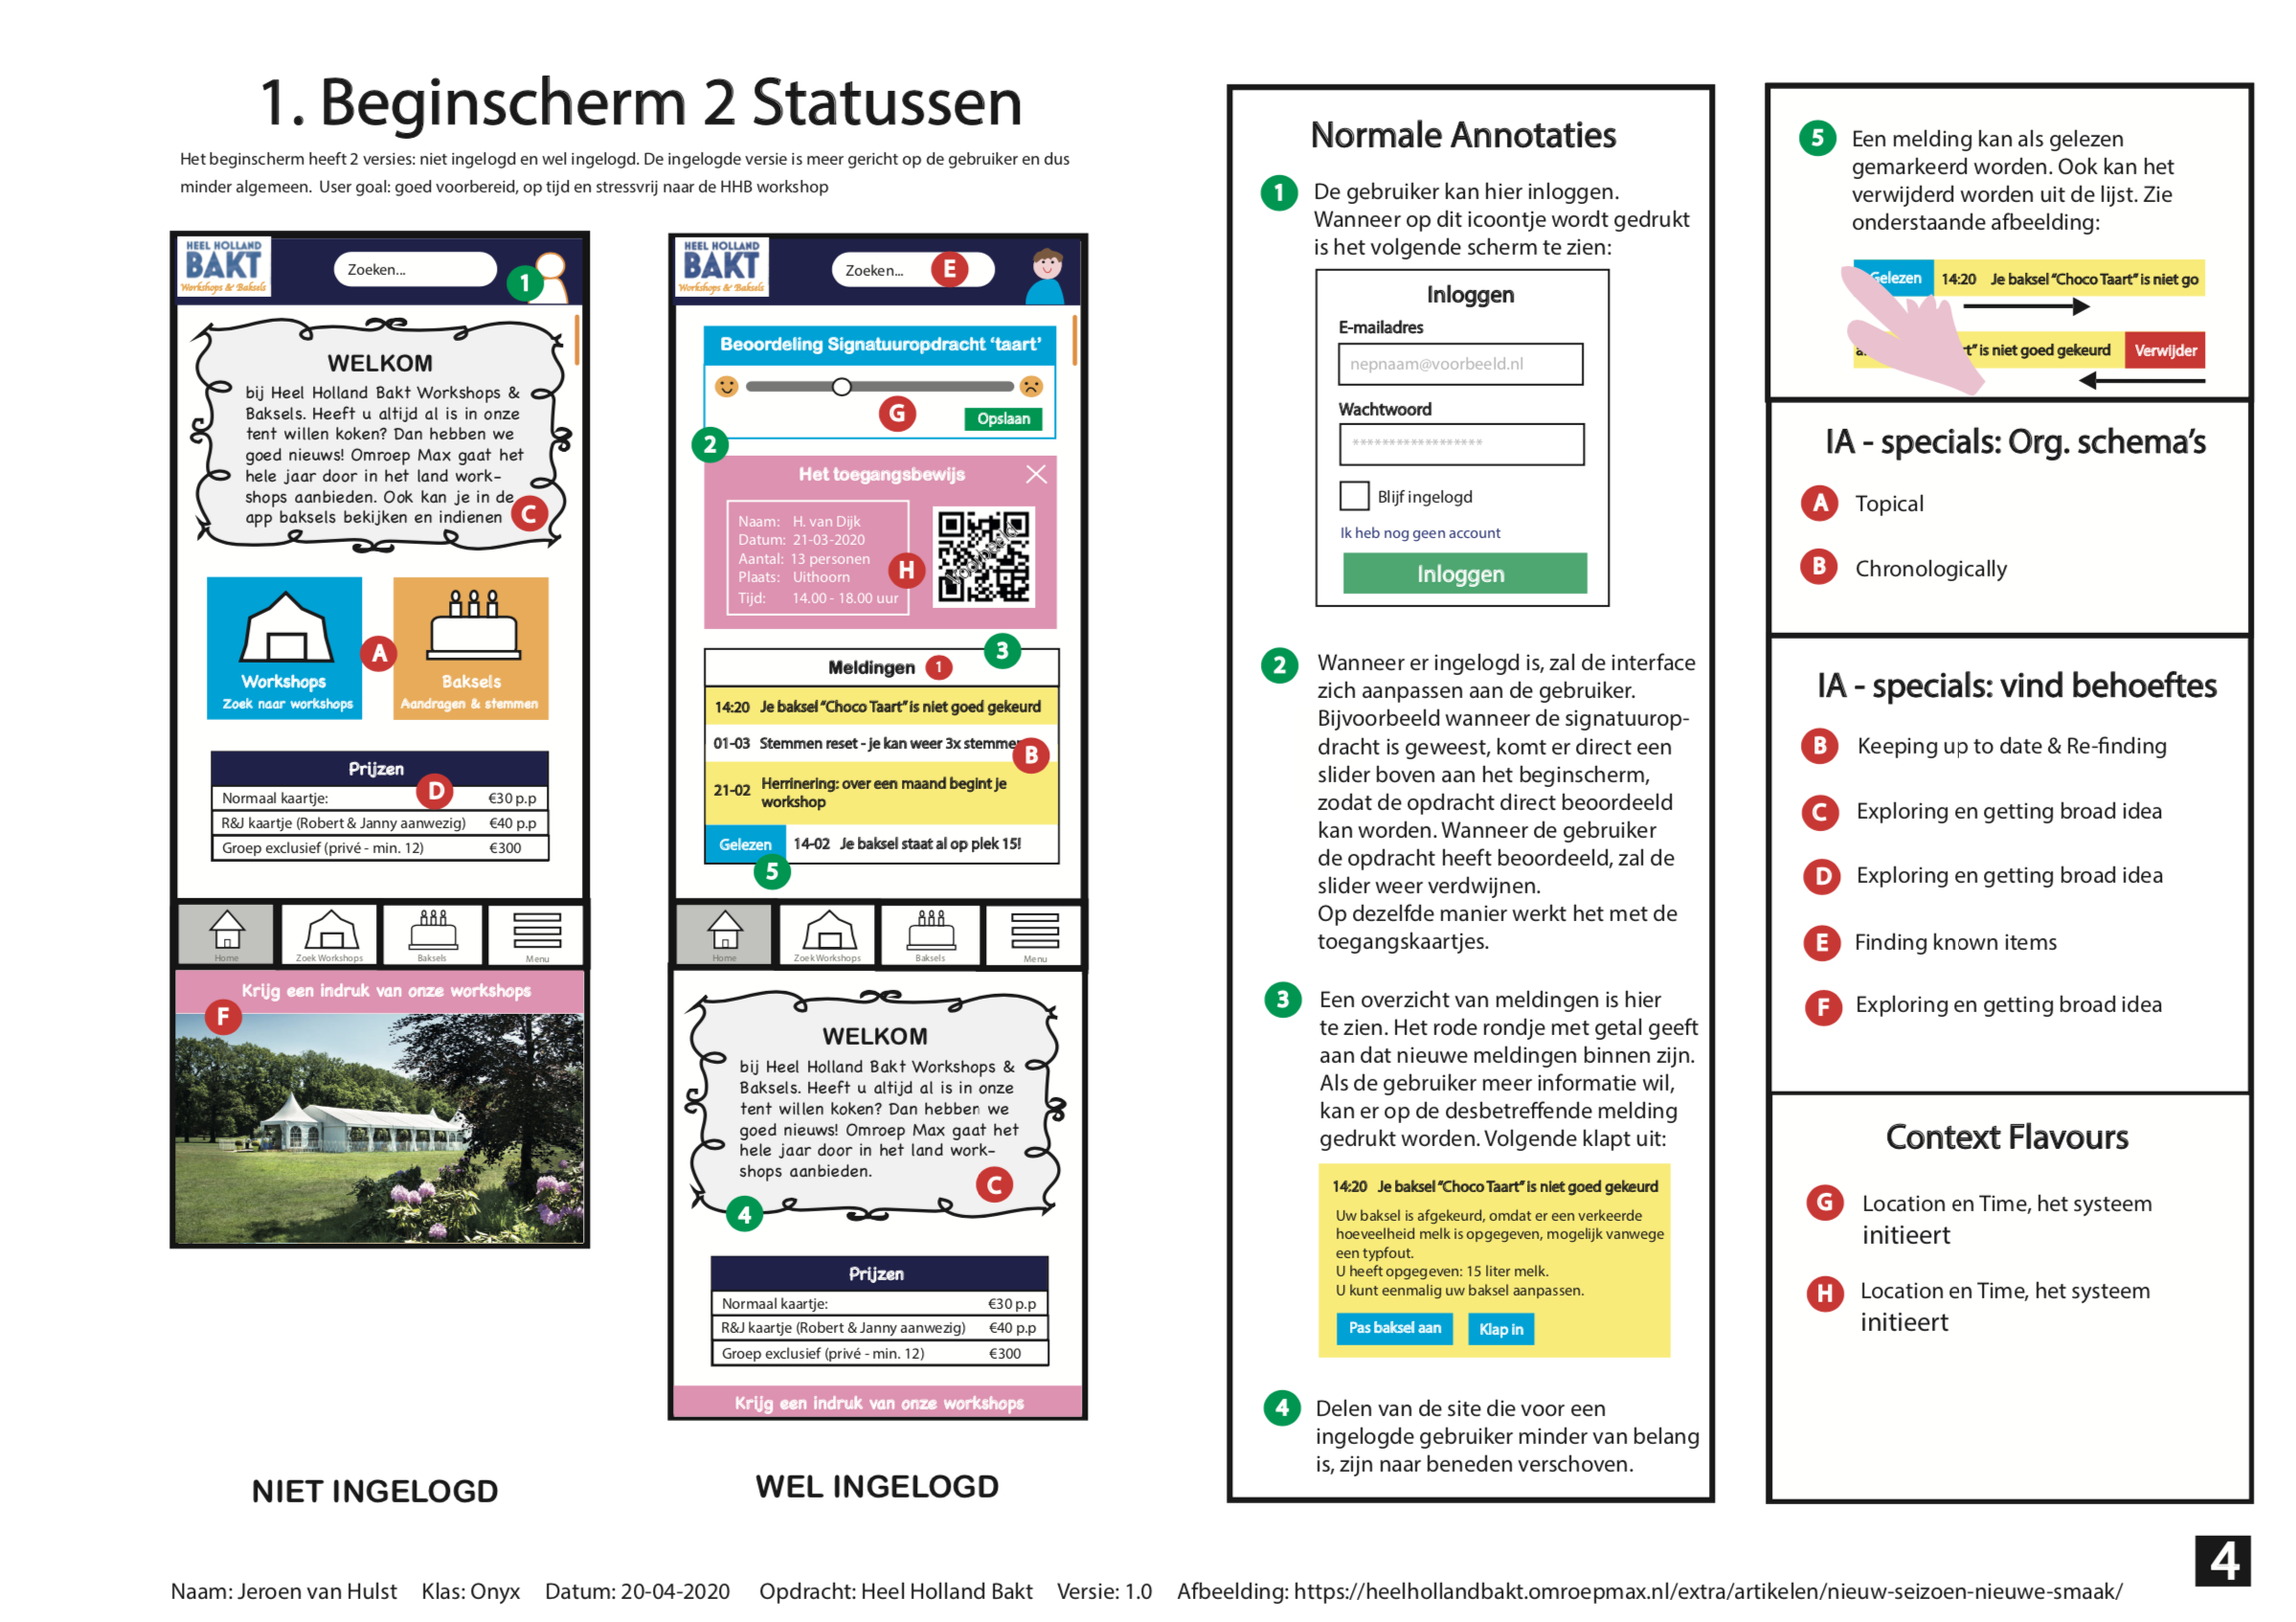 1. Beginscherm 2 Statussen
Het beginscherm heeft 2 versies: niet ingelogd en wel ingelogd. De ingelogde versie is meer gericht op de gebruiker en dus
minder algemeen. User goal: goed voorbereid, op tijd en stressvrij naar de HHB workshop
HEEL HOLLAND
BAKT
Workshops & Baksels
Zoeken...
1
WELKOM
bij Heel Holland Bakt Workshops &
Baksels. Heeft u altijd al is in onze
tent willen koken? Dan hebben we
goed nieuws! Omroep Max gaat het
hele jaar door in het land work-
shops aanbieden. Ook kan je in de
app baksels bekijken en indienen
C
Workshops
Zoek naar workshops
A
Baksels
Aandragen & stemmen
Prijzen
D
Normaal kaartje: €30 p.p
R&J kaartje (Robert & Janny aanwezig) €40 p.p
Groep exclusief (privé - min. 12) €300
Home
Zoek Workshops
Baksels
Menu
Krijg een indruk van onze workshops
F
NIET INGELOGD
HEEL HOLLAND
BAKT
Workshops & Baksels
Zoeken...
E
Beoordeling Signatuuropdracht ‘taart’
G
Opslaan
2
Het toegangsbewijs
Naam: H. van Dijk
Datum: 21-03-2020
Aantal: 13 personen
Plaats: Uithoorn
Tijd: 14.00 - 18.00 uur
H
Voorbeeld
3
Meldingen 1
14:20 Je baksel “Choco Taart” is niet goed gekeurd
01-03 Stemmen reset - je kan weer 3x stemmen
B
21-02 Herrinering: over een maand begint je
workshop
Gelezen 14-02 Je baksel staat al op plek 15!
5
Home
Zoek Workshops
Baksels
Menu
WELKOM
bij Heel Holland Bakt Workshops &
Baksels. Heeft u altijd al is in onze
tent willen koken? Dan hebben we
goed nieuws! Omroep Max gaat het
hele jaar door in het land work-
shops aanbieden.
C
4
Prijzen
Normaal kaartje: €30 p.p
R&J kaartje (Robert & Janny aanwezig) €40 p.p
Groep exclusief (privé - min. 12) €300
Krijg een indruk van onze workshops
WEL INGELOGD
Normale Annotaties
1 De gebruiker kan hier inloggen.
Wanneer op dit icoontje wordt gedrukt
is het volgende scherm te zien:
Inloggen
E-mailadres
nepnaam@voorbeeld.nl
Wachtwoord
******************
Blijf ingelogd
Ik heb nog geen account
Inloggen
2 Wanneer er ingelogd is, zal de interface
zich aanpassen aan de gebruiker.
Bijvoorbeeld wanneer de signatuurop-
dracht is geweest, komt er direct een
slider boven aan het beginscherm,
zodat de opdracht direct beoordeeld
kan worden. Wanneer de gebruiker
de opdracht heeft beoordeeld, zal de
slider weer verdwijnen.
Op dezelfde manier werkt het met de
toegangskaartjes.
3 Een overzicht van meldingen is hier
te zien. Het rode rondje met getal geeft
aan dat nieuwe meldingen binnen zijn.
Als de gebruiker meer informatie wil,
kan er op de desbetreffende melding
gedrukt worden. Volgende klapt uit:
14:20 Je baksel “Choco Taart” is niet goed gekeurd
Uw baksel is afgekeurd, omdat er een verkeerde
hoeveelheid melk is opgegeven, mogelijk vanwege
een typfout.
U heeft opgegeven: 15 liter melk.
U kunt eenmalig uw baksel aanpassen.
Pas baksel aan
Klap in
4 Delen van de site die voor een
ingelogde gebruiker minder van belang
is, zijn naar beneden verschoven.
5 Een melding kan als gelezen
gemarkeerd worden. Ook kan het
verwijderd worden uit de lijst. Zie
onderstaande afbeelding:
Gelezen 14:20 Je baksel “Choco Taart” is niet go
t” is niet goed gekeurd Verwijder
IA - specials: Org. schema’s
A Topical
B Chronologically
IA - specials: vind behoeftes
B Keeping up to date & Re-finding
C Exploring en getting broad idea
D Exploring en getting broad idea
E Finding known items
F Exploring en getting broad idea
Context Flavours
G Location en Time, het systeem
initieert
H Location en Time, het systeem
initieert
4
Naam: Jeroen van Hulst Klas: Onyx Datum: 20-04-2020 Opdracht: Heel Holland Bakt Versie: 1.0 Afbeelding: https://heelhollandbakt.omroepmax.nl/extra/artikelen/nieuw-seizoen-nieuwe-smaak/